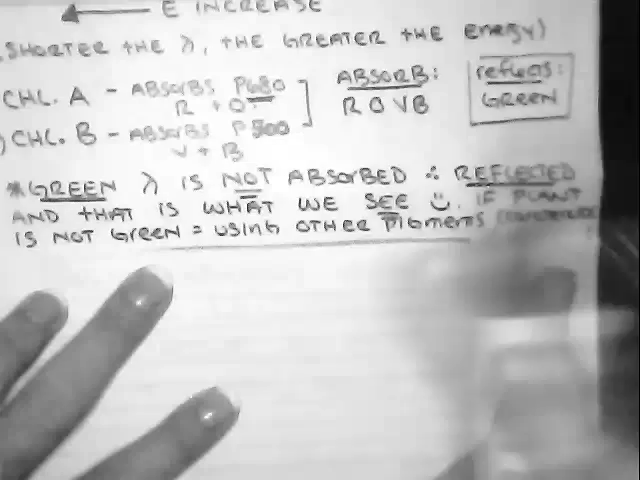 ← E INCREASE
SHORTER THE λ, THE GREATER THE ENERGY)
CHL. A - ABSORBS P680
R + O
ABSORB:
R O V B
reflects:
GREEN
) CHL. B - ABSORBS P500
V + B
*GREEN λ IS NOT ABSORBED ∴ REFLECTED
AND THAT IS WHAT WE SEE ☺. IF PLANT
IS NOT GREEN = USING OTHER PIGMENTS